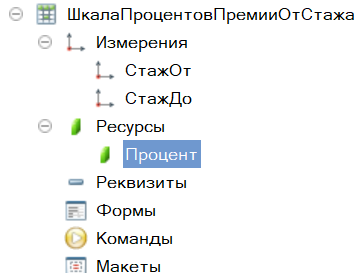 ШкалаПроцентовПремииОтСтажа
Измерения
СтажОт
СтажДо
Ресурсы
Процент
Реквизиты
Формы
Команды
Макеты